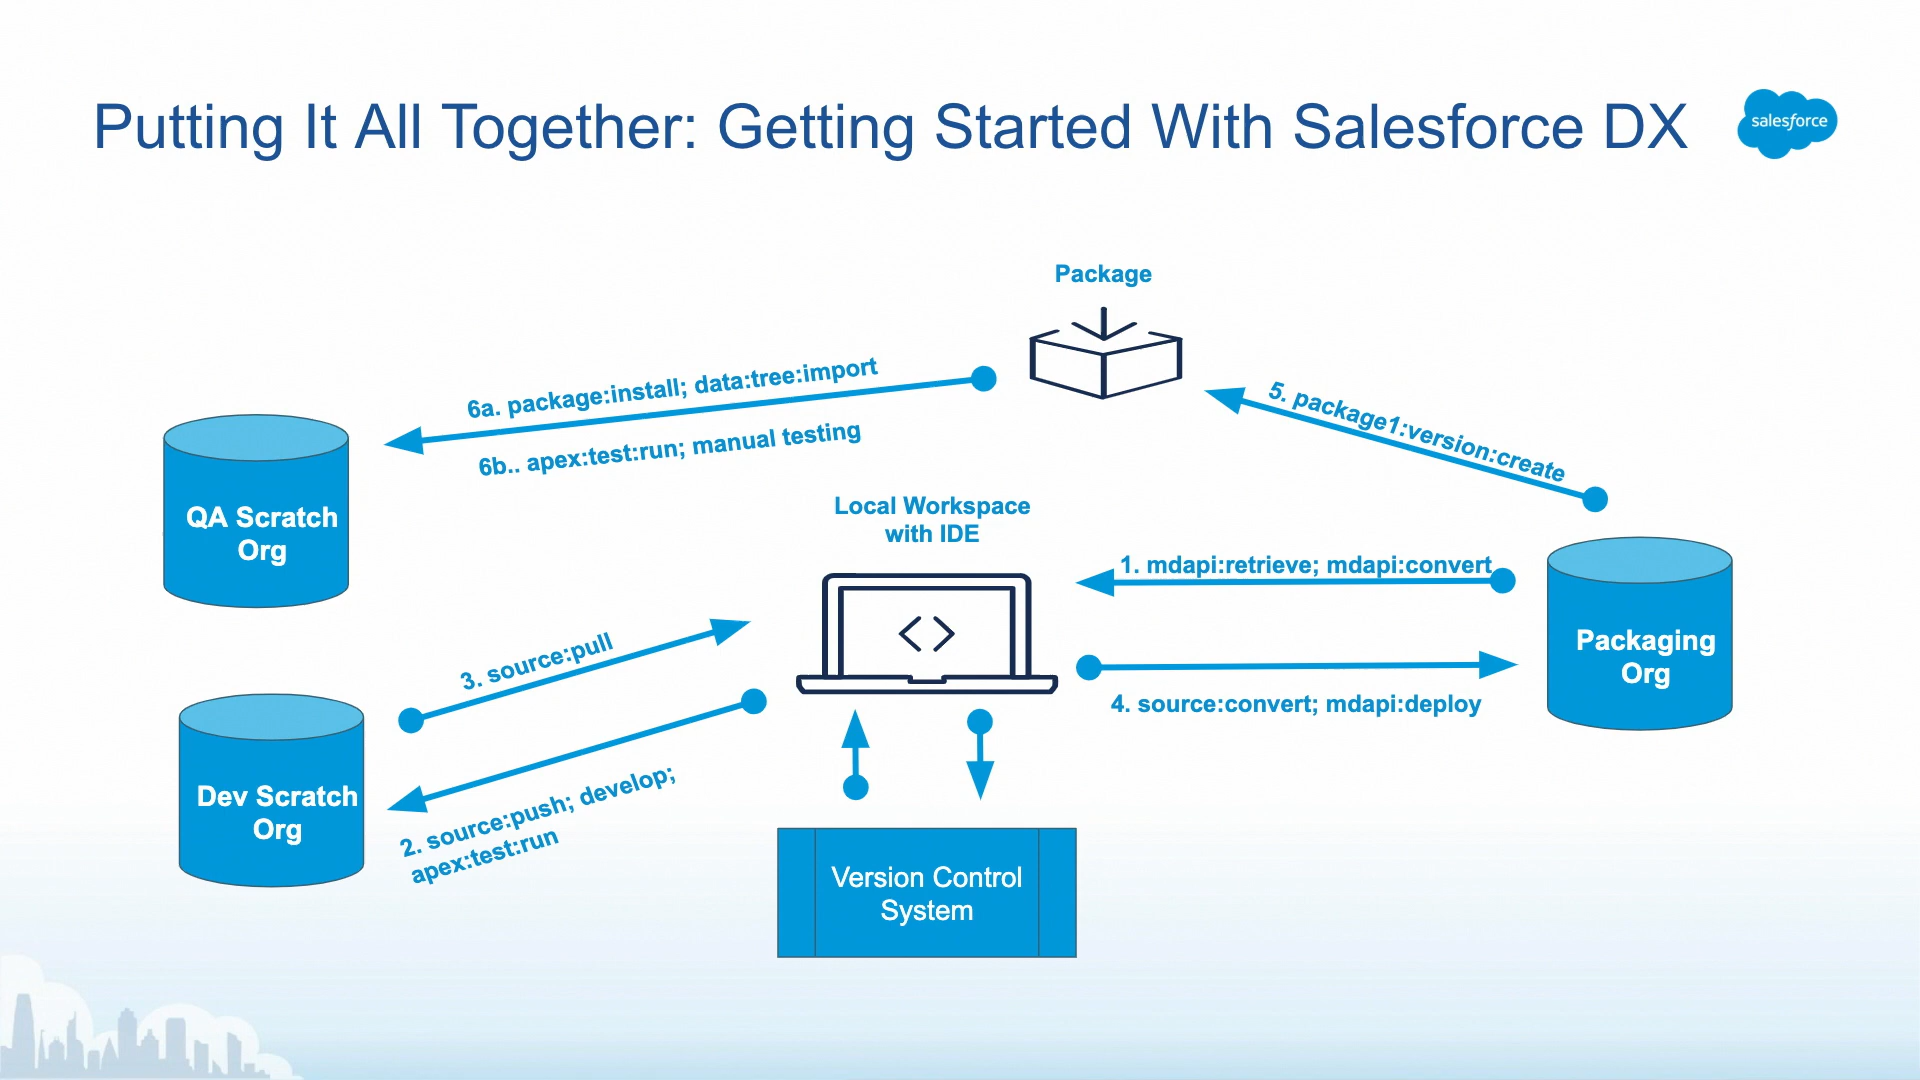 Putting It All Together: Getting Started With Salesforce DX
salesforce
Package
6a. package:install; data:tree:import
6b.. apex:test:run; manual testing
5. package1:version:create
QA Scratch
Org
Local Workspace
with IDE
1. mdapi:retrieve; mdapi:convert
Packaging
Org
3. source:pull
4. source:convert; mdapi:deploy
Dev Scratch
Org
2. source:push; develop;
apex:test:run
Version Control
System